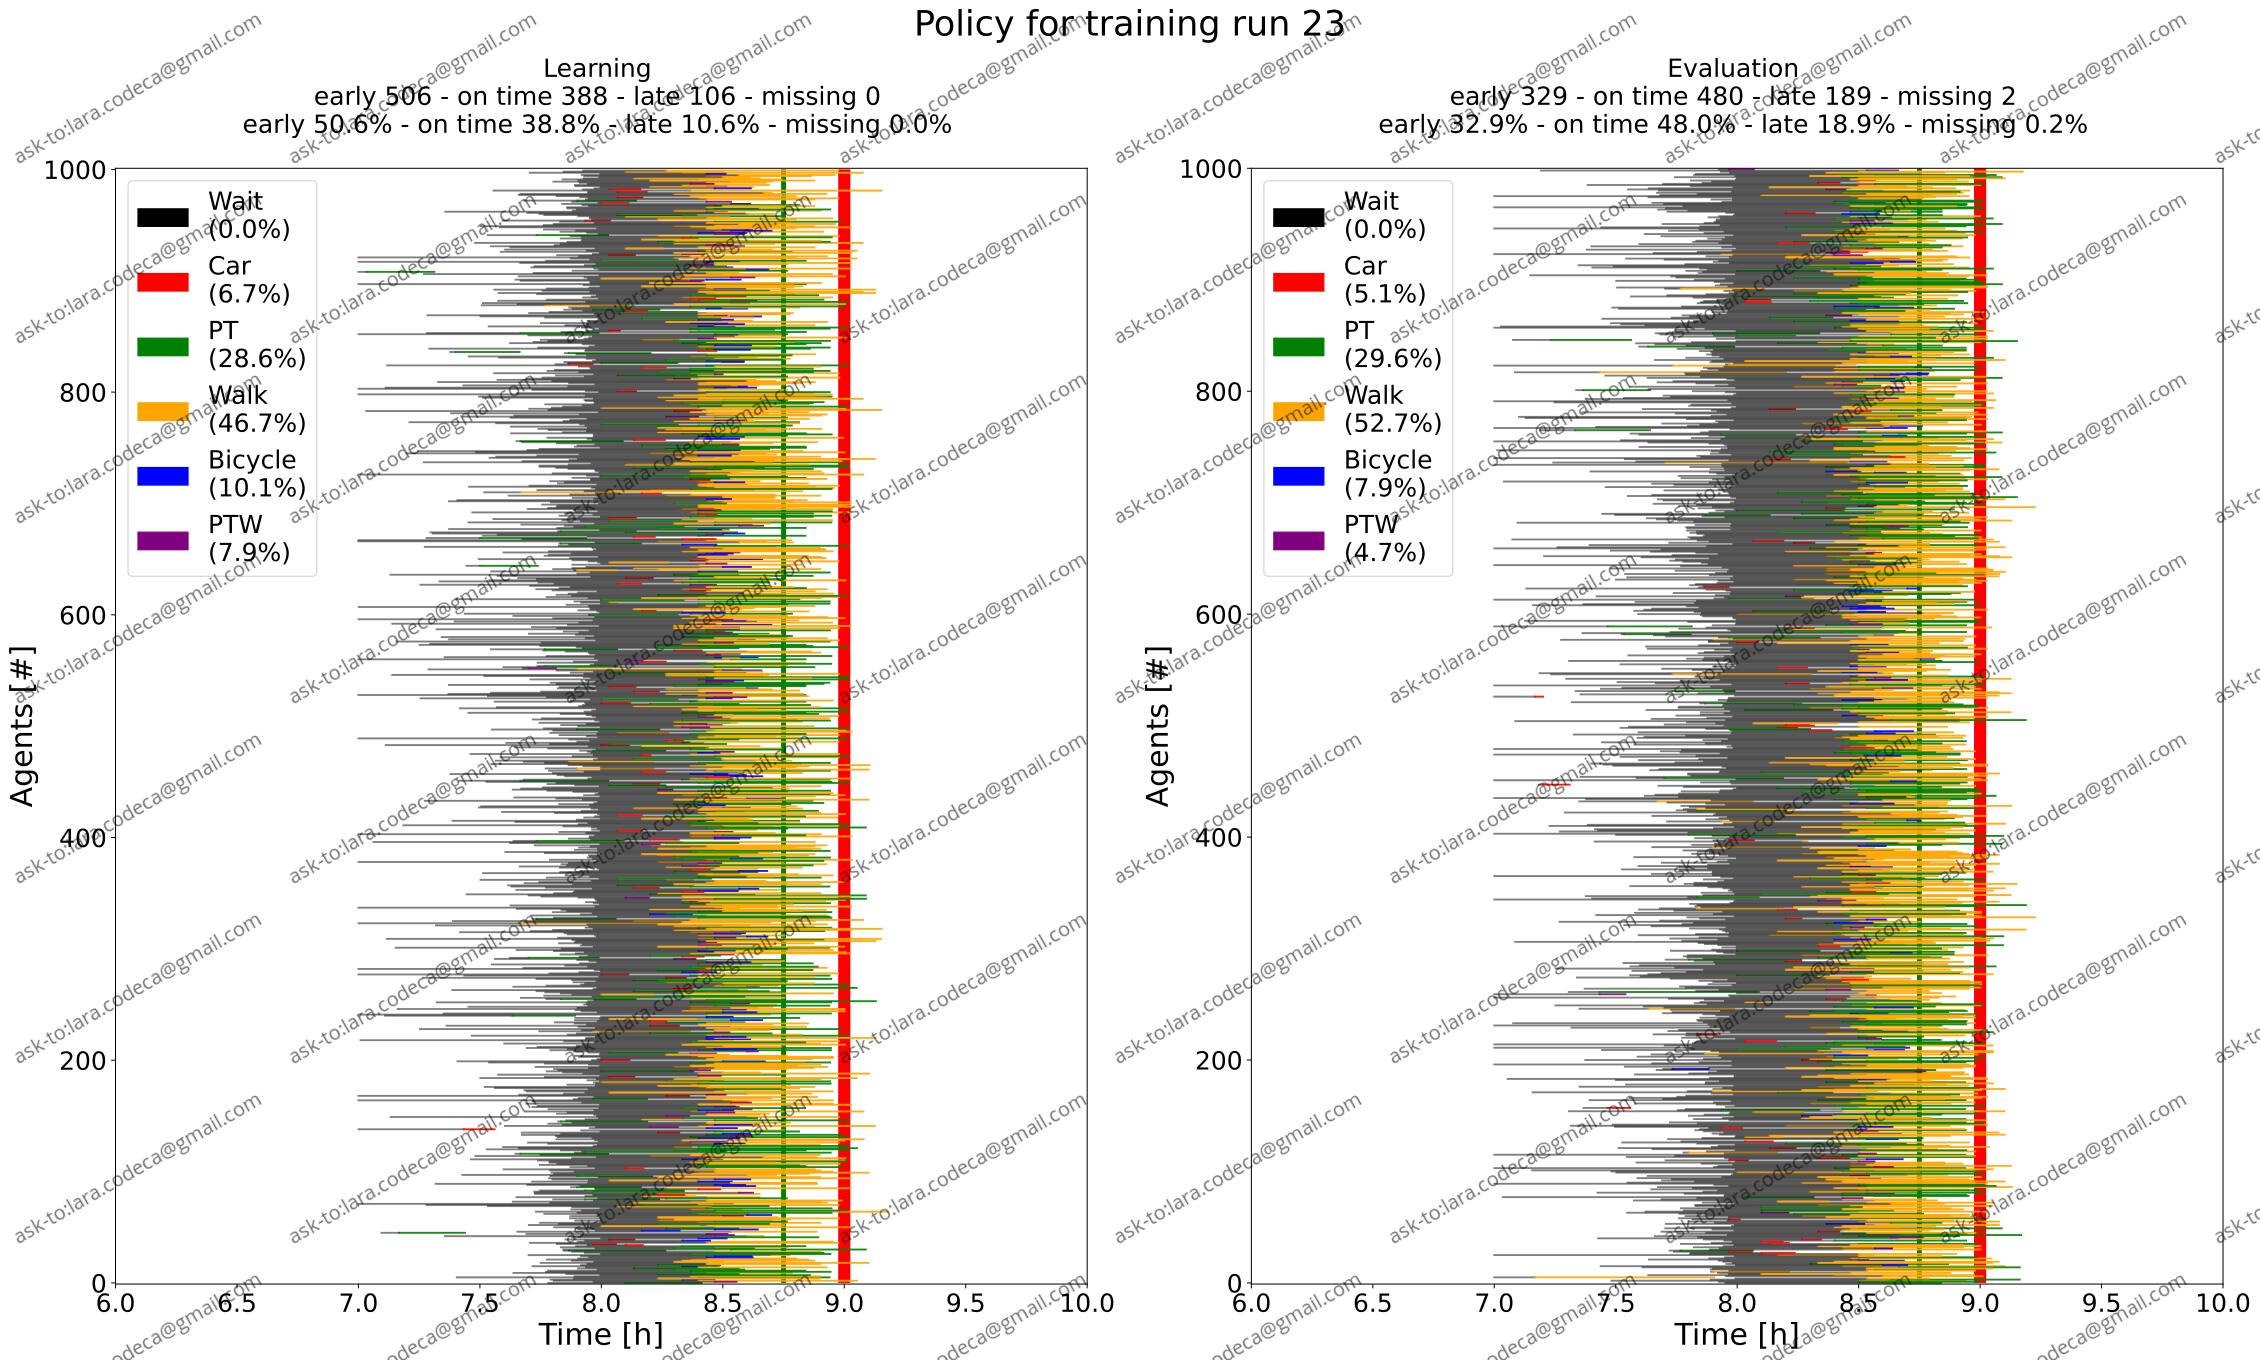 Policy for training run 23
Learning
early 506 - on time 388 - late 106 - missing 0
early 50.6% - on time 38.8% - late 10.6% - missing 0.0%
Wait
(0.0%)
Car
(6.7%)
PT
(28.6%)
Walk
(46.7%)
Bicycle
(10.1%)
PTW
(7.9%)
Agents [#]
1000
800
600
400
200
0
6.0 6.5 7.0 7.5 8.0 8.5 9.0 9.5 10.0
Time [h]
Evaluation
early 329 - on time 480 - late 189 - missing 2
early 32.9% - on time 48.0% - late 18.9% - missing 0.2%
Wait
(0.0%)
Car
(5.1%)
PT
(29.6%)
Walk
(52.7%)
Bicycle
(7.9%)
PTW
(4.7%)
Agents [#]
1000
800
600
400
200
0
6.0 6.5 7.0 7.5 8.0 8.5 9.0 9.5 10.0
Time [h]
ask-to:lara.codeca@gmail.com